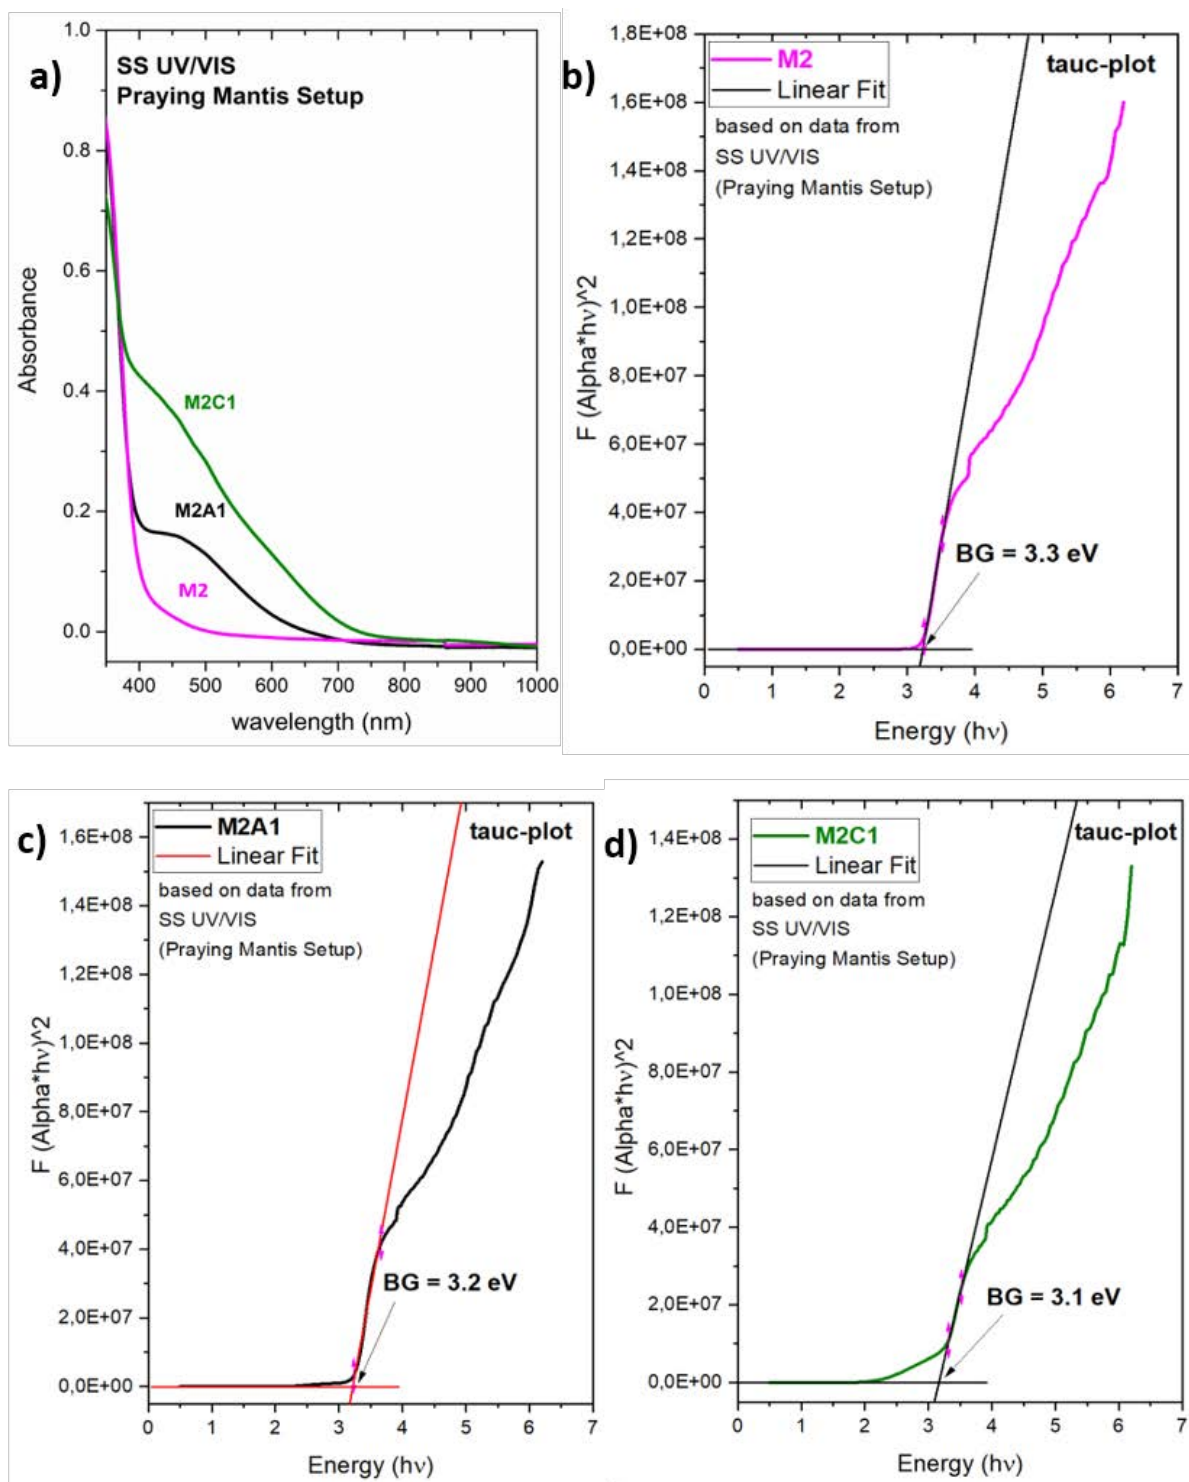 a)
SS UV/VIS
Praying Mantis Setup
1.0
0.8
0.6
0.4
0.2
0.0
Absorbance
M2C1
M2A1
M2
400 500 600 700 800 900 1000
wavelength (nm)
b)
M2
Linear Fit
tauc-plot
based on data from
SS UV/VIS
(Praying Mantis Setup)
1,8E+08
1,6E+08
1,4E+08
1,2E+08
1,0E+08
8,0E+07
6,0E+07
4,0E+07
2,0E+07
0,0E+00
F (Alpha*hν)^2
BG = 3.3 eV
0 1 2 3 4 5 6 7
Energy (hν)
c)
M2A1
Linear Fit
tauc-plot
based on data from
SS UV/VIS
(Praying Mantis Setup)
1,6E+08
1,4E+08
1,2E+08
1,0E+08
8,0E+07
6,0E+07
4,0E+07
2,0E+07
0,0E+00
F (Alpha*hν)^2
BG = 3.2 eV
0 1 2 3 4 5 6 7
Energy (hν)
d)
M2C1
Linear Fit
tauc-plot
based on data from
SS UV/VIS
(Praying Mantis Setup)
1,4E+08
1,2E+08
1,0E+08
8,0E+07
6,0E+07
4,0E+07
2,0E+07
0,0E+00
F (Alpha*hν)^2
BG = 3.1 eV
0 1 2 3 4 5 6 7
Energy (hν)